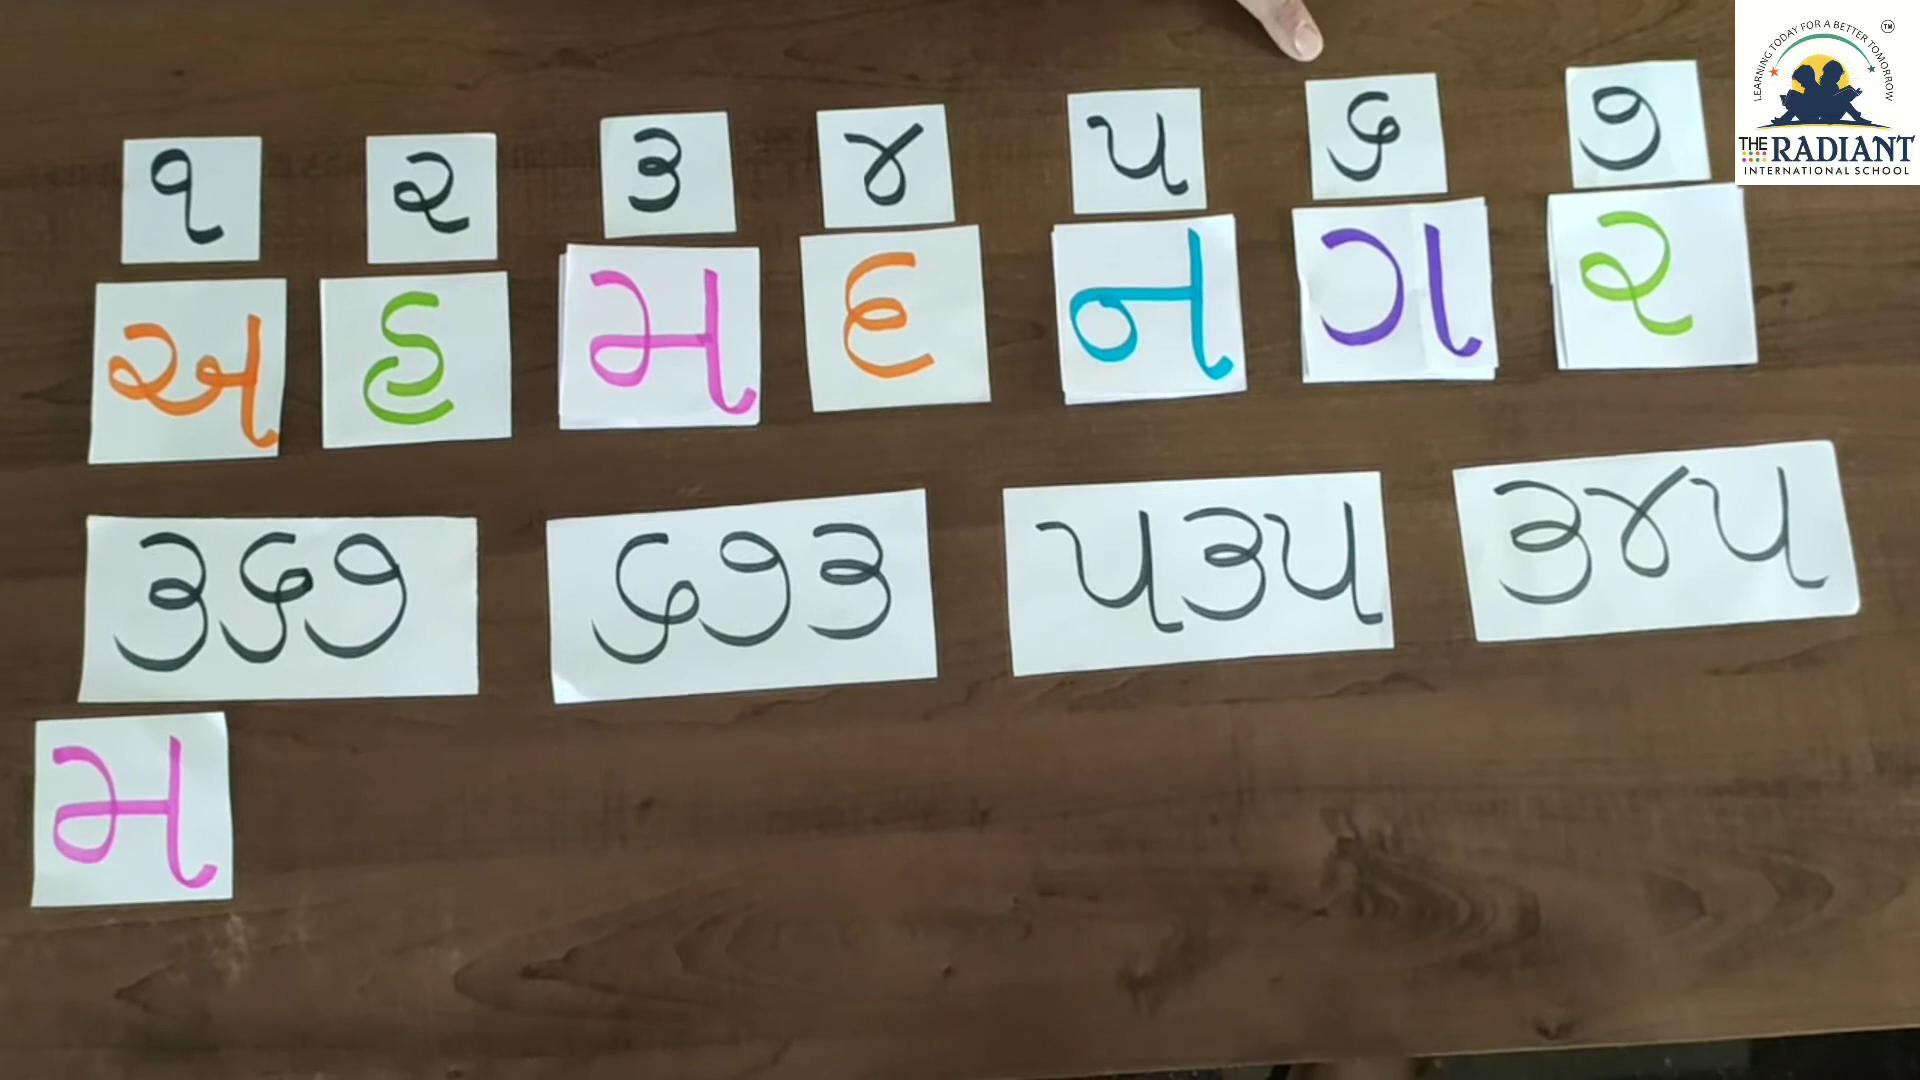 ૧ ૨ ૩ ૪ ૫ ૬ ૭
અ હ મ દ ન ગ ર
૩૬૭ ૬૭૩ ૫૩૫ ૩૪૫
મ
LEARNING TODAY FOR A BETTER TOMORROW
TM
THE RADIANT
INTERNATIONAL SCHOOL